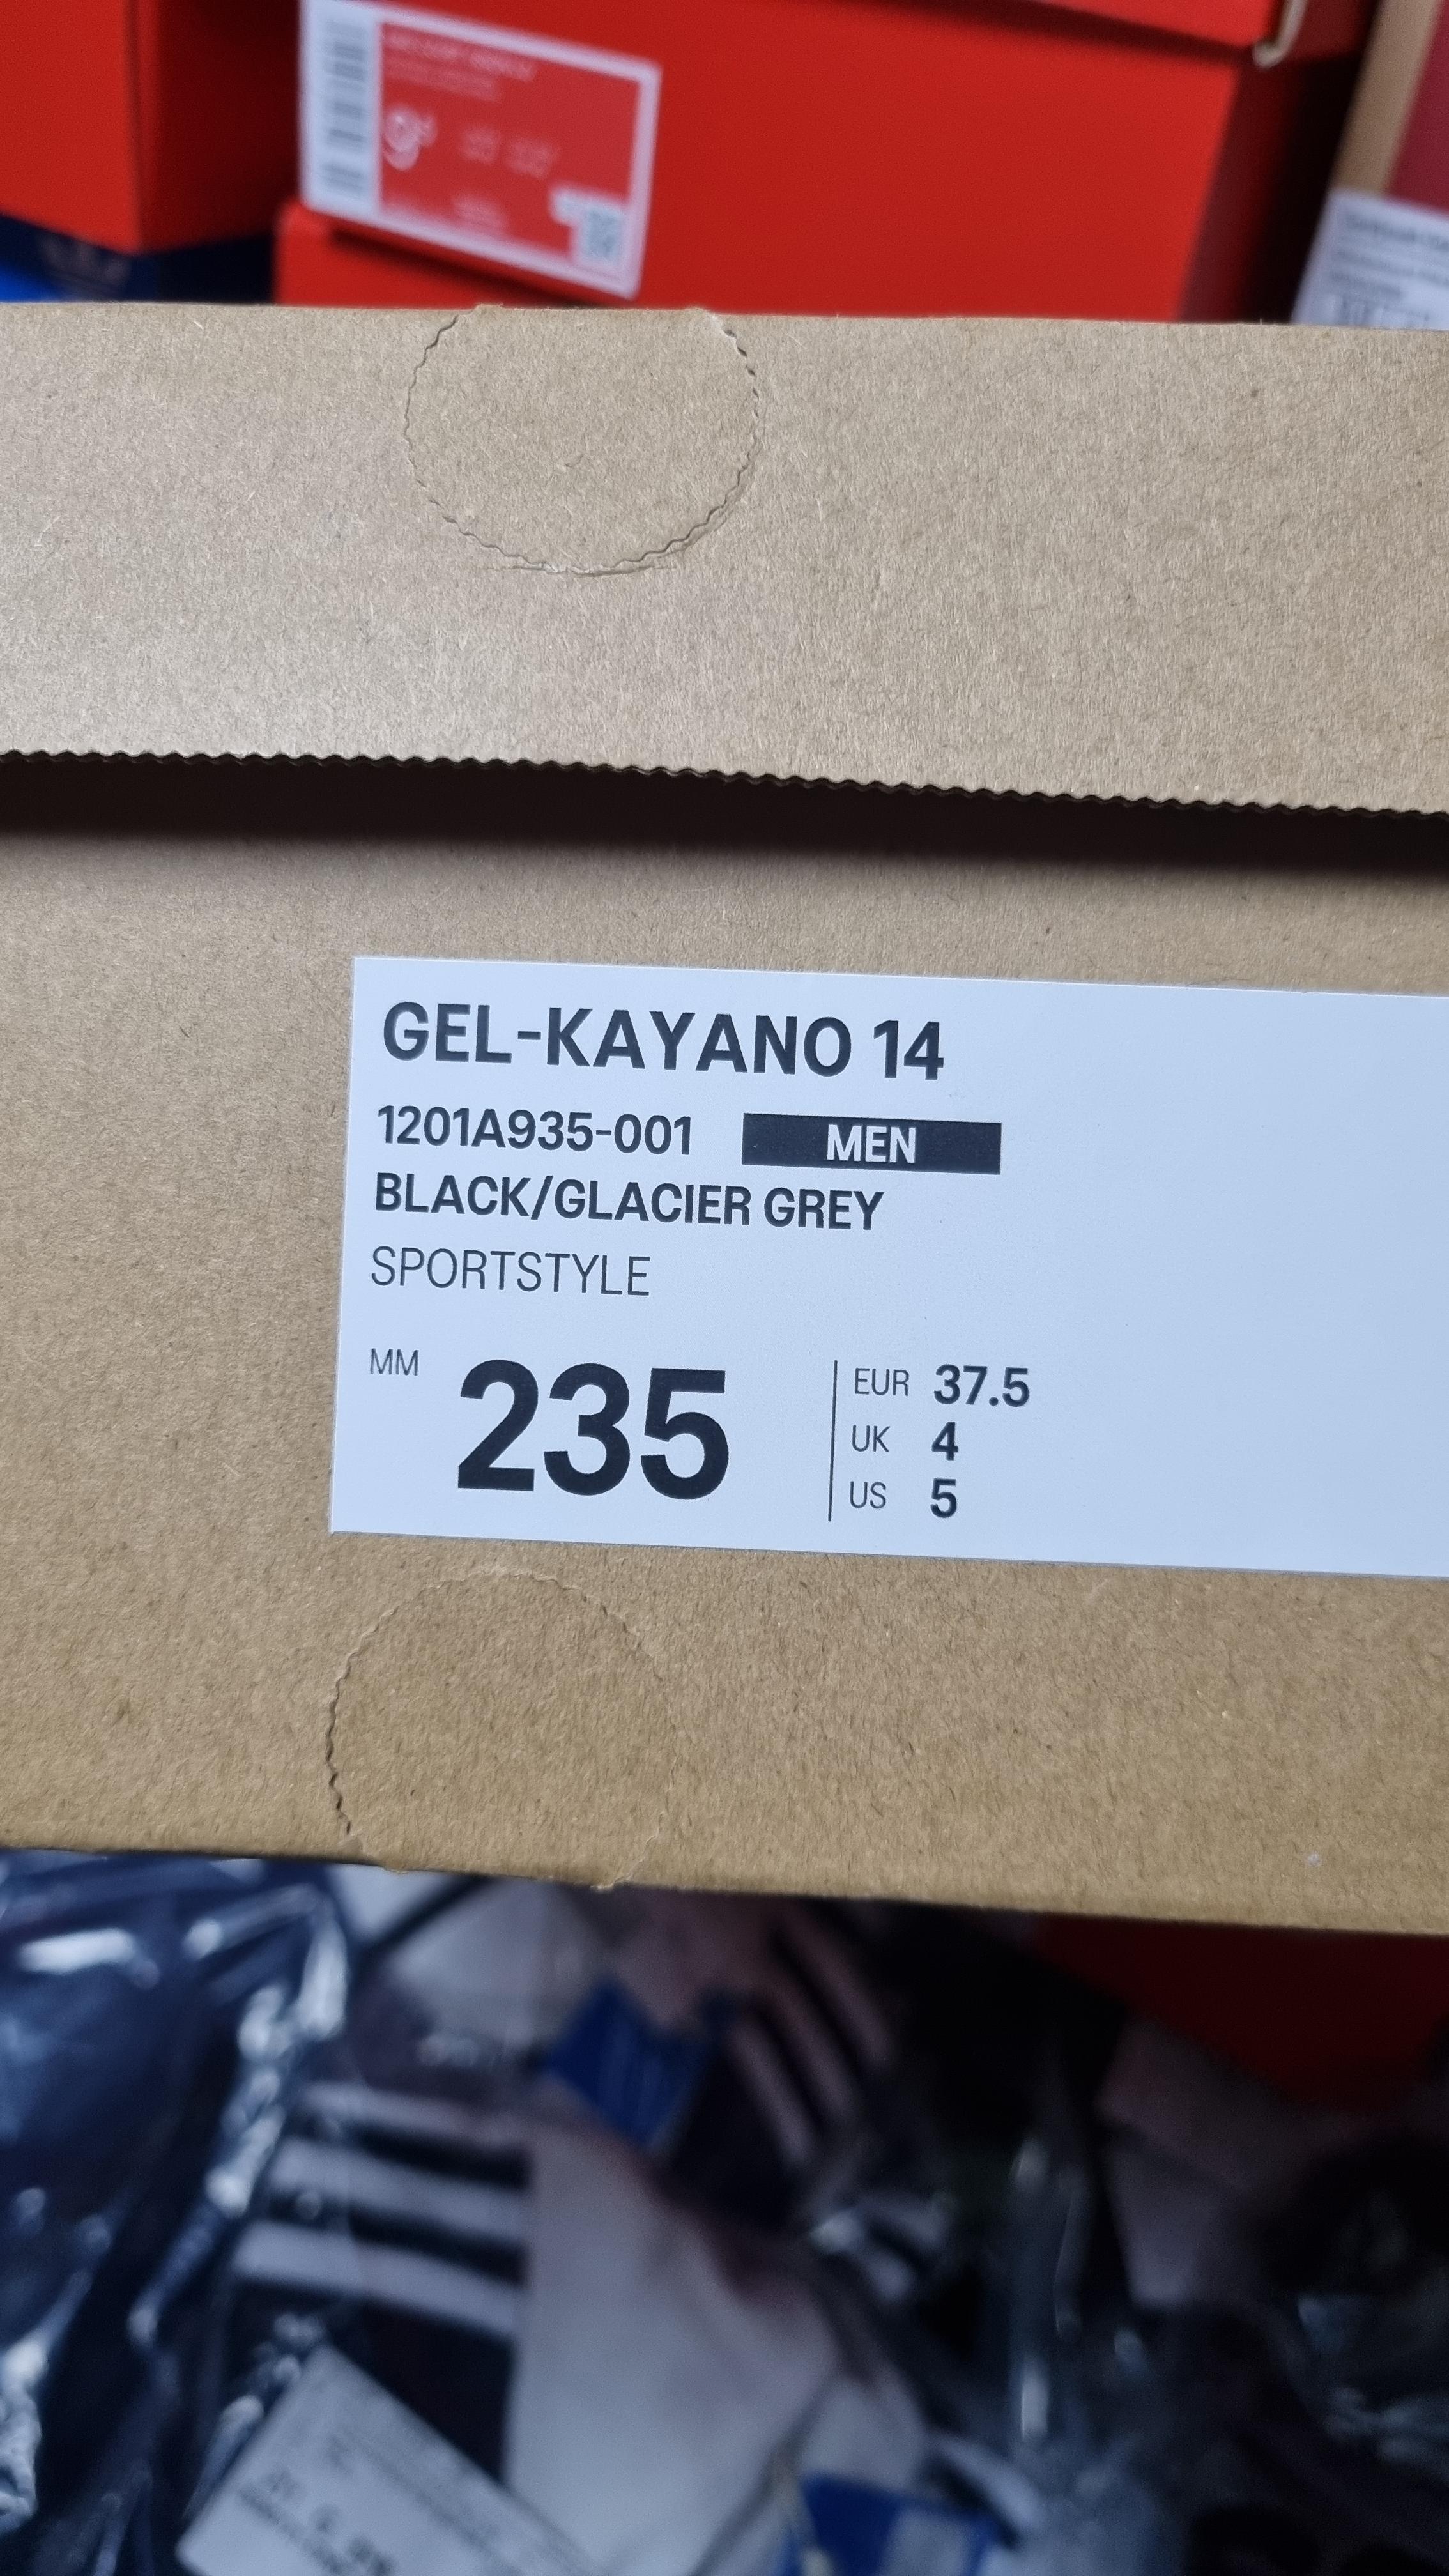 GEL-KAYANO 14
1201A935-001 MEN
BLACK/GLACIER GREY
SPORTSTYLE
MM 235
EUR 37.5
UK 4
US 5